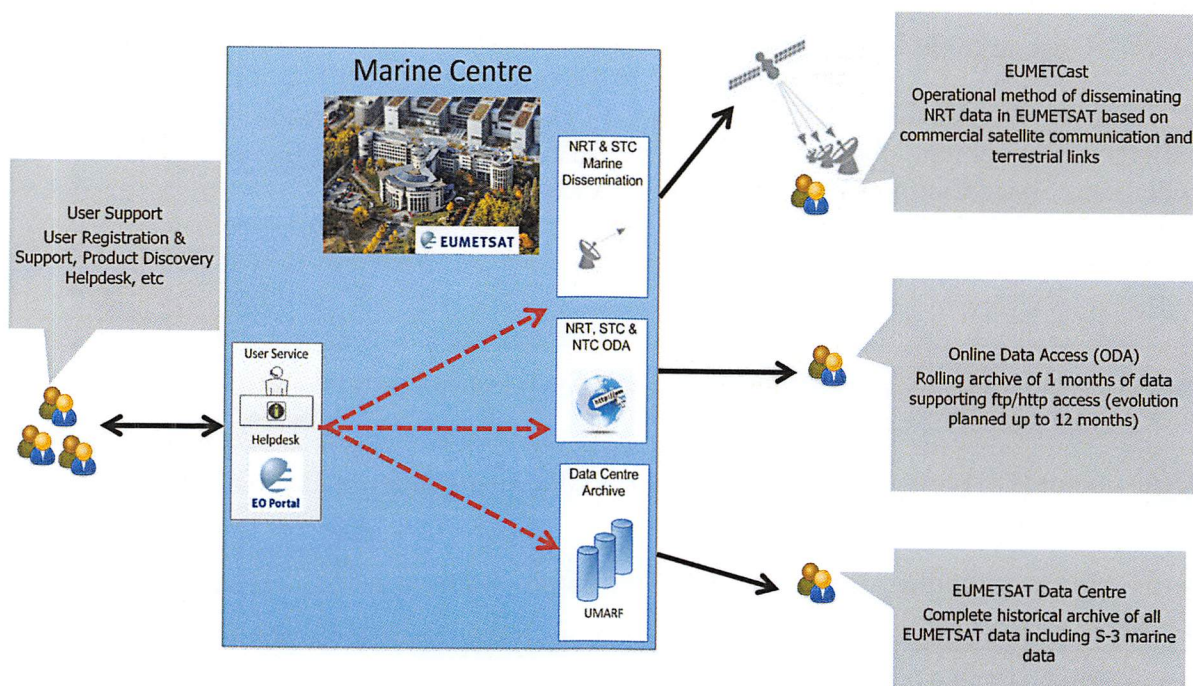 Marine Centre
EUMETSAT
User Support
User Registration &
Support, Product Discovery
Helpdesk, etc
User Service
Helpdesk
EO Portal
NRT & STC
Marine
Dissemination
NRT, STC &
NTC ODA
Data Centre
Archive
UMARF
EUMETCast
Operational method of disseminating
NRT data in EUMETSAT based on
commercial satellite communication and
terrestrial links
Online Data Access (ODA)
Rolling archive of 1 months of data
supporting ftp/http access (evolution
planned up to 12 months)
EUMETSAT Data Centre
Complete historical archive of all
EUMETSAT data including S-3 marine
data